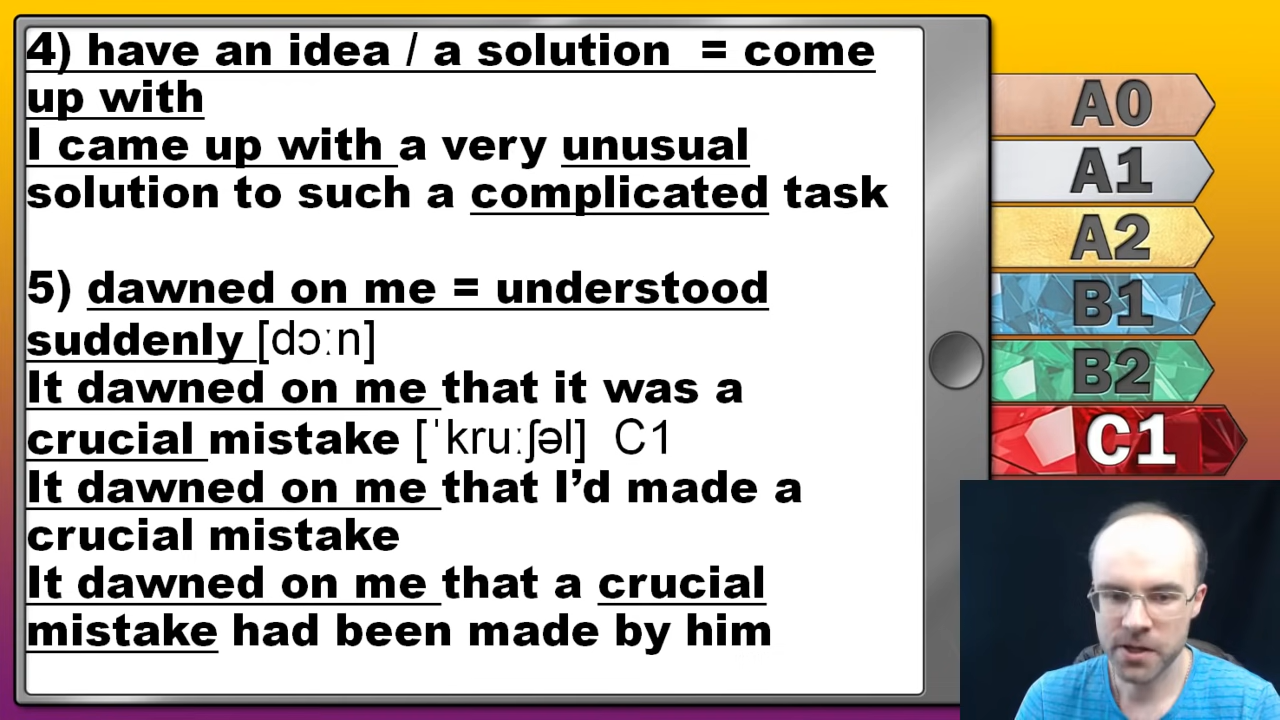 4) have an idea / a solution = come
up with
I came up with a very unusual
solution to such a complicated task
5) dawned on me = understood
suddenly [dɔːn]
It dawned on me that it was a
crucial mistake [ˈkruːʃəl] C1
It dawned on me that I’d made a
crucial mistake
It dawned on me that a crucial
mistake had been made by him
A0
A1
A2
B1
B2
C1